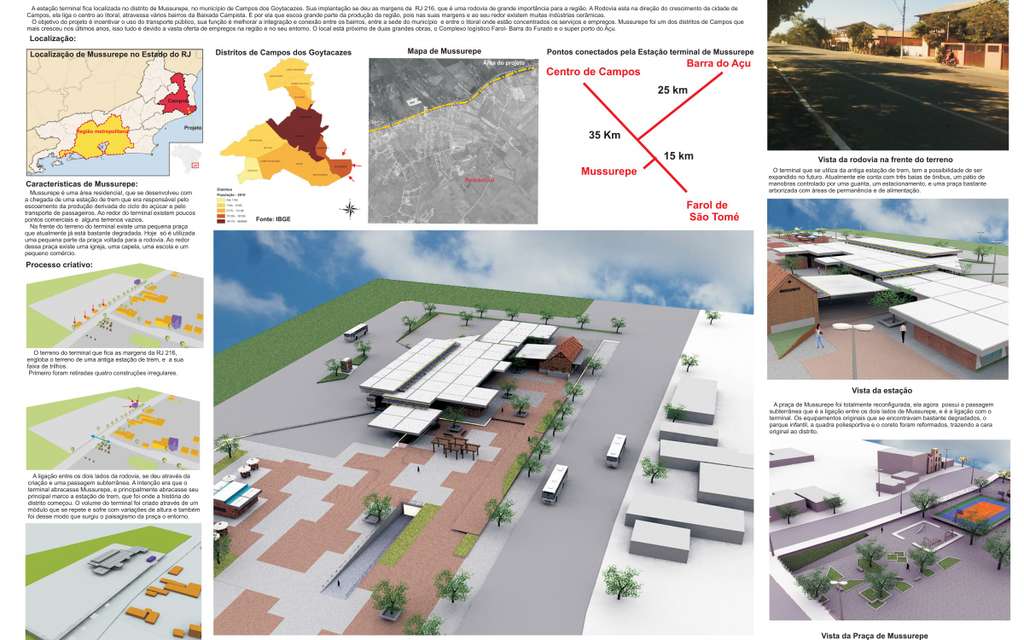 A estação terminal fica localizada no distrito de Mussurepe, no município de Campos dos Goytacazes. Sua implantação se deu as margens da RJ 216, que é uma rodovia de grande importância para a região. A Rodovia esta na direção do crescimento da cidade de
Campos, esta liga o centro ao litoral, atravessa vários bairros da Baixada Campista. É por ela que escoa grande parte da produção da região, pois nas suas margens e ao seu redor existem muitas indústrias cerâmicas.
O objetivo do projeto é incentivar o uso do transporte público, sua função é melhorar a integração e conexão entre os bairros, entre a sede do município e entre o litoral onde estão concentrados os serviços e empregos. Mussurepe foi um dos distritos de Campos que
mais cresceu nos últimos anos, isso tudo é devido a vasta oferta de empregos na região e no seu entorno. O local está próximo de duas grandes obras, o Complexo logístico Farol- Barra do Furado e o super porto do Açu.
Localização:
Localização de Mussurepe no Estado do RJ
Campos
Projeto
Região metropolitana
Distritos de Campos dos Goytacazes
Distritos
População - 2010
Fonte: IBGE
Mapa de Mussurepe
Área do projeto
Pontos conectados pela Estação terminal de Mussurepe
Centro de Campos
Barra do Açu
25 km
35 Km
15 km
Mussurepe
Farol de
São Tomé
Características de Mussurepe:
Mussurepe é uma área residencial, que se desenvolveu com
a chegada de uma estação de trem que era responsável pelo
escoamento da produção derivada do ciclo do açúcar e pelo
transporte de passageiros. Ao redor do terminal existem poucos
pontos comerciais e alguns terrenos vazios.
Na frente do terreno do terminal existe uma pequena praça
que atualmente já está bastante degradada. Hoje só é utilizada
uma pequena parte da praça voltada para a rodovia. Ao redor
dessa praça existe uma igreja, uma capela, uma escola e um
pequeno comércio.
Processo criativo:
O terreno do terminal que fica as margens da RJ 216,
engloba o terreno de uma antiga estação de trem, e a sua
faixa de trilhos.
Primeiro foram retiradas quatro construções irregulares.
A ligação entre os dois lados da rodovia, se deu através da
criação e uma passagem subterrânea. A intenção era que o
terminal abracasse Mussurepe, e principalmente abracasse seu
principal marco a estação de trem, que foi onde a história do
distrito começou. O volume do terminal foi criado através de um
módulo que se repete e sofre com variações de altura e também
foi desse modo que surgiu o paisagismo da praça o entorno.
Vista da rodovia na frente do terreno
O terminal que se utiliza da antiga estação de trem, tem a possibilidade de ser
expandido no futuro. Atualmente ele conta com três baias de ônibus, um pátio de
manobras controlado por uma guarita, um estacionamento, e uma praça bastante
arborizada com áreas de permanência e de alimentação.
Vista da estação
A praça de Mussurepe foi totalmente reconfigurada, ele agora possui a passagem
subterrânea que é a ligação entre os dois lados de Mussurepe, e é a ligação com o
terminal. Os equipamentos originais que se encontravam bastante degradados, o
parque infantil, a quadra poliesportiva e o coreto foram reformados, trazendo a cara
original ao distrito.
Vista da Praça de Mussurepe